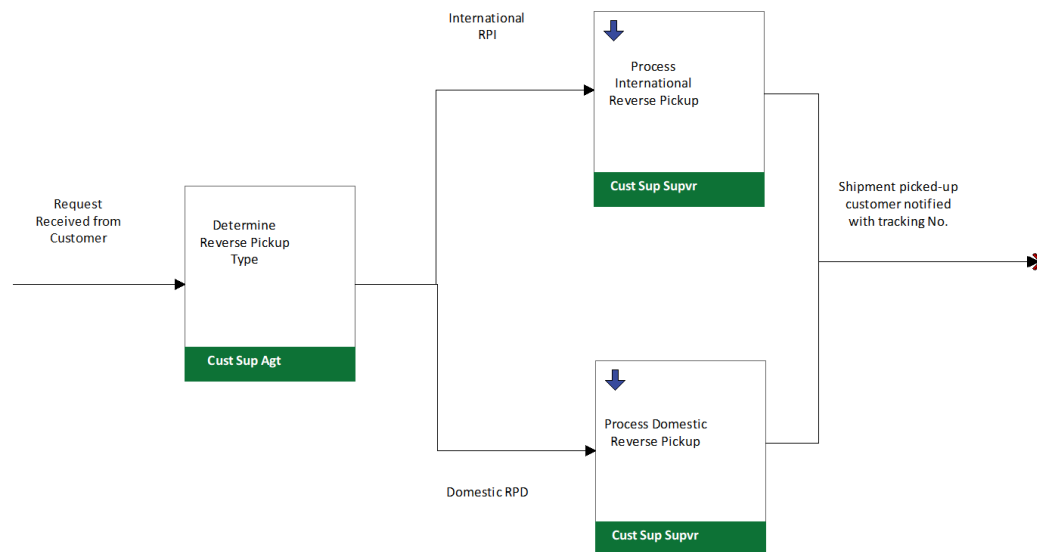 International
RPI
Process
International
Reverse Pickup
Cust Sup Supvr
Request
Received from
Customer
Determine
Reverse Pickup
Type
Cust Sup Agt
Shipment picked-up
customer notified
with tracking No.
Process Domestic
Reverse Pickup
Domestic RPD
Cust Sup Supvr